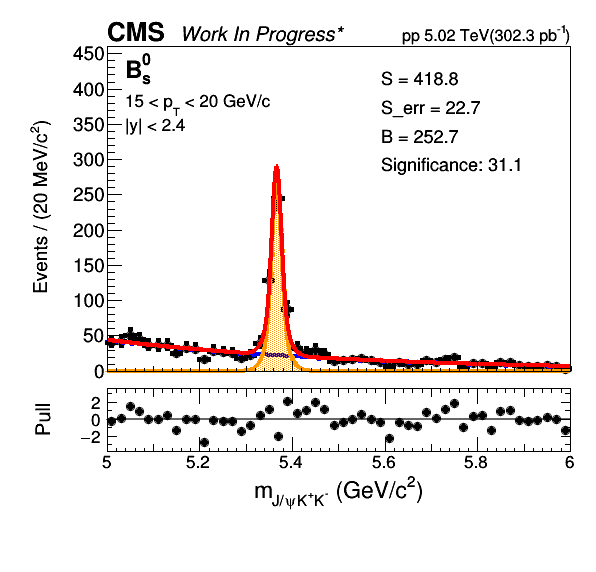 CMS Work In Progress* pp 5.02 TeV(302.3 pb⁻¹)
B⁰ₛ
15 < p_T < 20 GeV/c
|y| < 2.4
S = 418.8
S_err = 22.7
B = 252.7
Significance: 31.1
Events / (20 MeV/c²)
450
400
350
300
250
200
150
100
50
0
Pull
2
0
−2
5 5.2 5.4 5.6 5.8 6
m_J/ψK⁺K⁻ (GeV/c²)